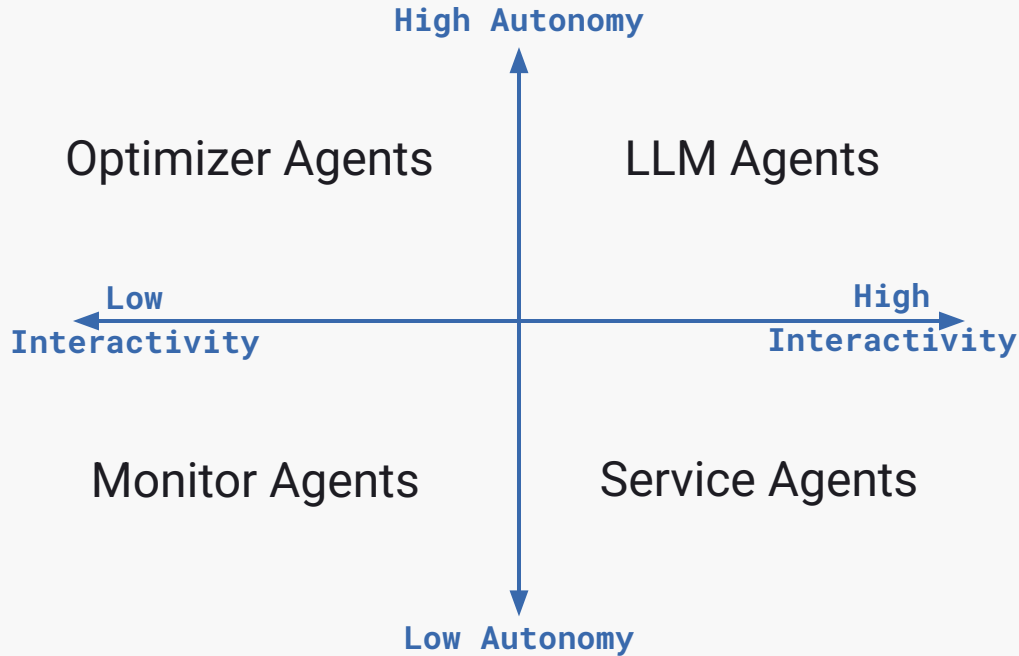 High Autonomy
Optimizer Agents
LLM Agents
Low
Interactivity
High
Interactivity
Monitor Agents
Service Agents
Low Autonomy